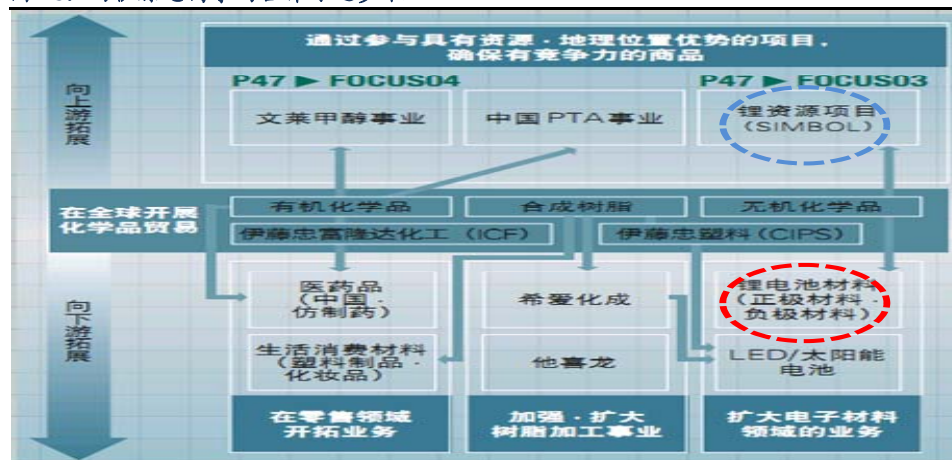 通过参与具有资源·地理位置优势的项目，
确保有竞争力的商品
P47 ▶ FOCUS04
P47 ▶ FOCUS03
向上游拓展
文莱甲醇事业
中国PTA事业
锂资源项目
（SIMBOL）
在全球开展
化学品贸易
有机化学品
合成树脂
无机化学品
伊藤忠富隆达化工（ICF）
伊藤忠塑料（CIPS）
向下游拓展
医药品
（中国·
仿制药）
希爱化成
锂电池材料
（正极材料·
负极材料）
生活消费材料
（塑料制品·
化妆品）
他喜龙
LED/太阳能
电池
在零售领域
开拓业务
加强·扩大
树脂加工事业
扩大电子材料
领域的业务